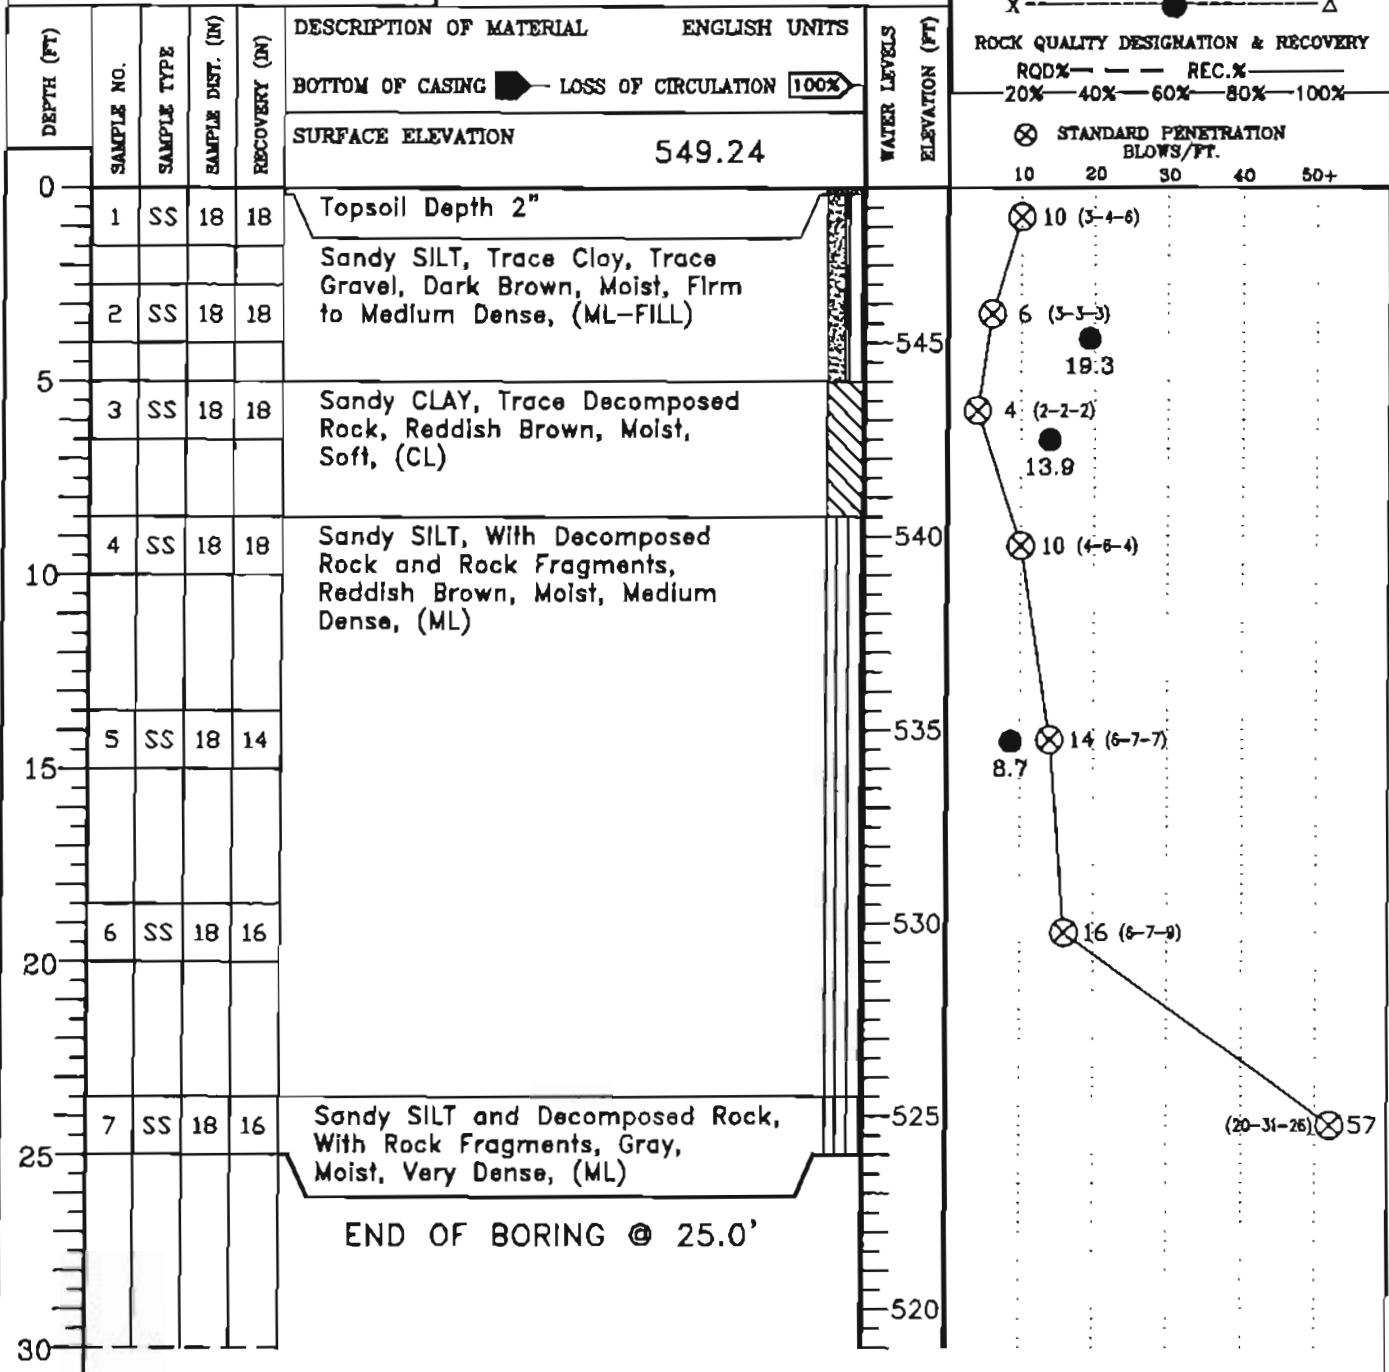 X Δ
DEPTH (FT)
SAMPLE NO.
SAMPLE TYPE
SAMPLE DIST. (IN)
RECOVERY (IN)
DESCRIPTION OF MATERIAL ENGLISH UNITS
BOTTOM OF CASING LOSS OF CIRCULATION 100%
SURFACE ELEVATION 549.24
WATER LEVELS
ELEVATION (FT)
ROCK QUALITY DESIGNATION & RECOVERY
RQD% REC.%
20% 40% 60% 80% 100%
STANDARD PENETRATION
BLOWS/FT.
10 20 30 40 50+
0
1 SS 18 18 Topsoil Depth 2" 10 (3-4-6)
Sandy SILT, Trace Clay, Trace
Gravel, Dark Brown, Moist, Firm
to Medium Dense, (ML-FILL)
2 SS 18 18 6 (3-3-3)
545
19.3
5
Sandy CLAY, Trace Decomposed
Rock, Reddish Brown, Moist,
Soft, (CL)
3 SS 18 18 4 (2-2-2)
13.9
Sandy SILT, With Decomposed
Rock and Rock Fragments,
Reddish Brown, Moist, Medium
Dense, (ML)
540
4 SS 18 18 10 (4-6-4)
10
535
5 SS 18 14 14 (6-7-7)
8.7
15
530
6 SS 18 16 16 (6-7-9)
20
Sandy SILT and Decomposed Rock,
With Rock Fragments, Gray,
Moist, Very Dense, (ML)
525
7 SS 18 16 (20-31-26) 57
25
END OF BORING @ 25.0'
520
30